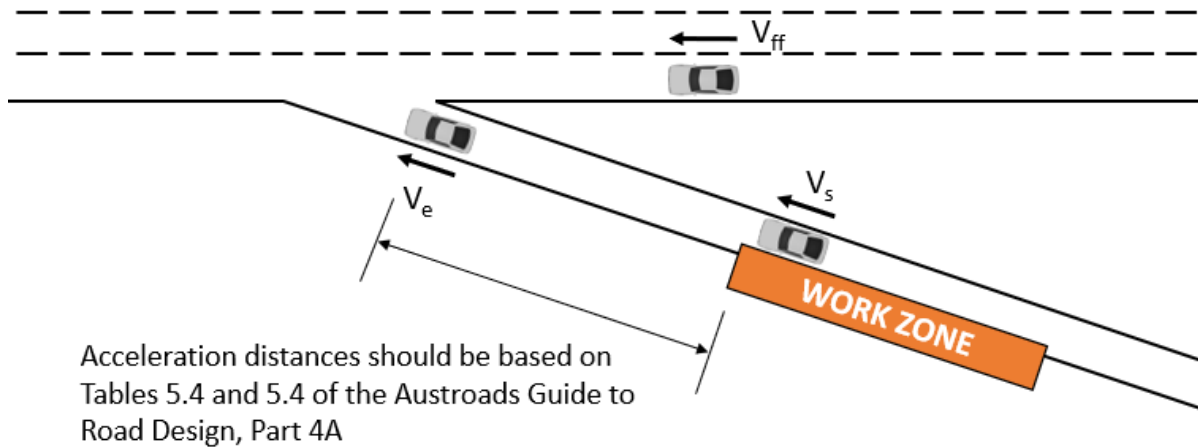 V_ff
V_s
V_e
WORK ZONE
Acceleration distances should be based on
Tables 5.4 and 5.4 of the Austroads Guide to
Road Design, Part 4A